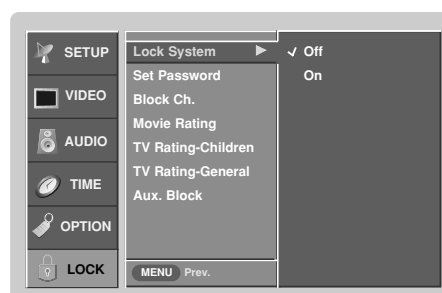 SETUP
VIDEO
AUDIO
TIME
OPTION
LOCK
Lock System ►
Set Password
Block Ch.
Movie Rating
TV Rating-Children
TV Rating-General
Aux. Block
MENU Prev.
✓ Off
On